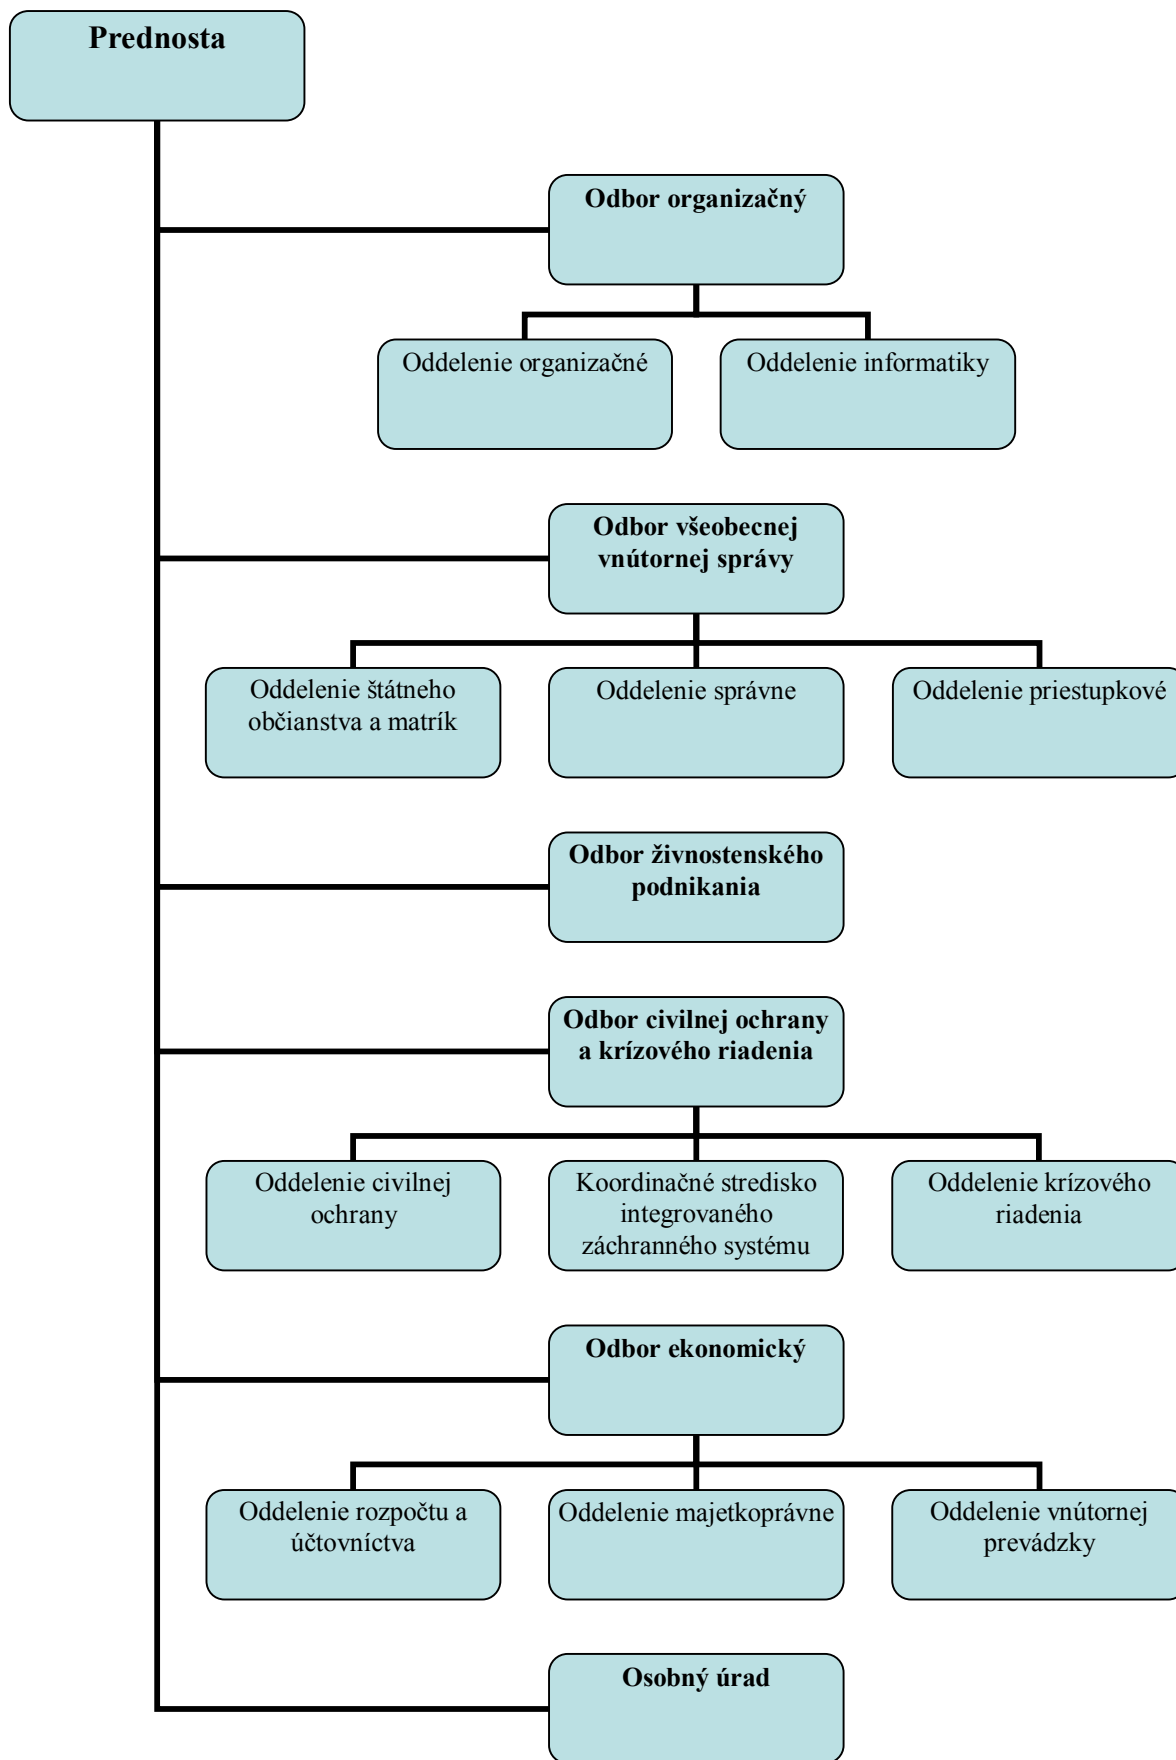 Prednosta
Odbor organizačný
Oddelenie organizačné
Oddelenie informatiky
Odbor všeobecnej
vnútornej správy
Oddelenie štátneho
občianstva a matrík
Oddelenie správne
Oddelenie priestupkové
Odbor živnostenského
podnikania
Odbor civilnej ochrany
a krízového riadenia
Oddelenie civilnej
ochrany
Koordinačné stredisko
integrovaného
záchranného systému
Oddelenie krízového
riadenia
Odbor ekonomický
Oddelenie rozpočtu a
účtovníctva
Oddelenie majetkoprávne
Oddelenie vnútornej
prevádzky
Osobný úrad